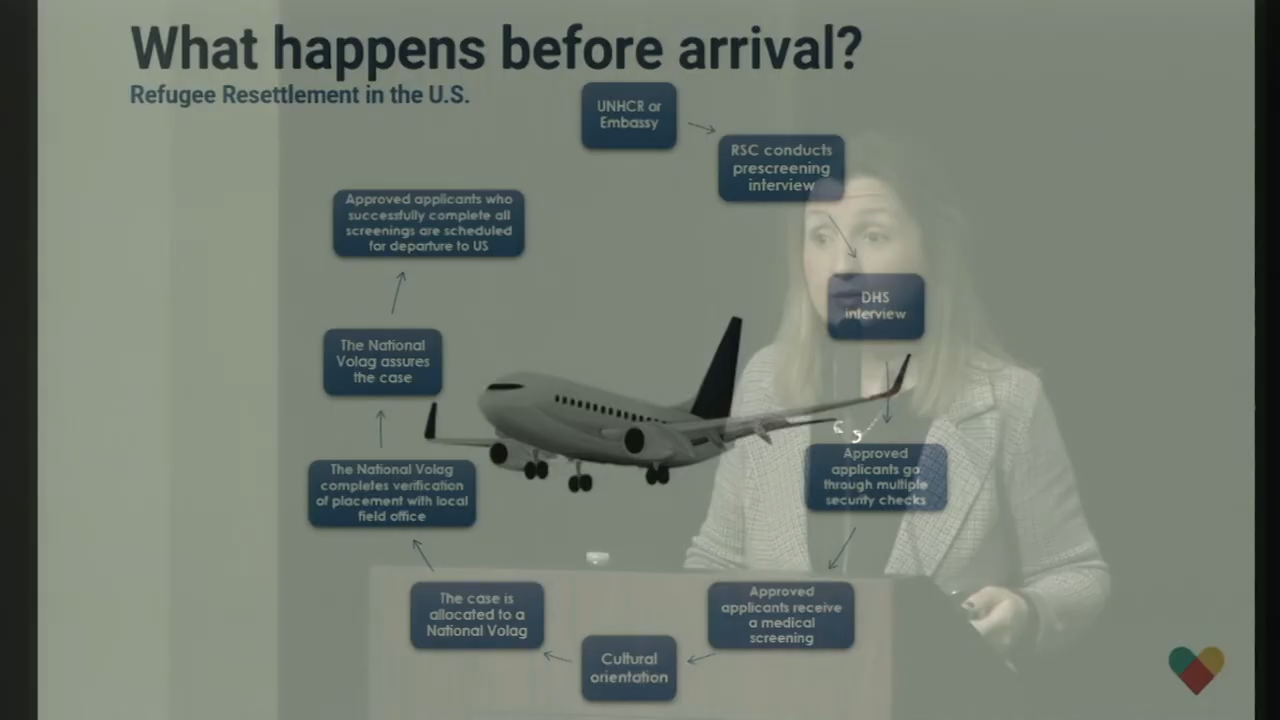 What happens before arrival?
Refugee Resettlement in the U.S.
UNHCR or
Embassy
RSC conducts
prescreening
interview
DHS
interview
Approved
applicants go
through multiple
security checks
Approved
applicants receive
a medical
screening
Cultural
orientation
The case is
allocated to a
National Volag
The National Volag
completes verification
of placement with local
field office
The National
Volag assures
the case
Approved applicants who
successfully complete all
screenings are scheduled
for departure to US